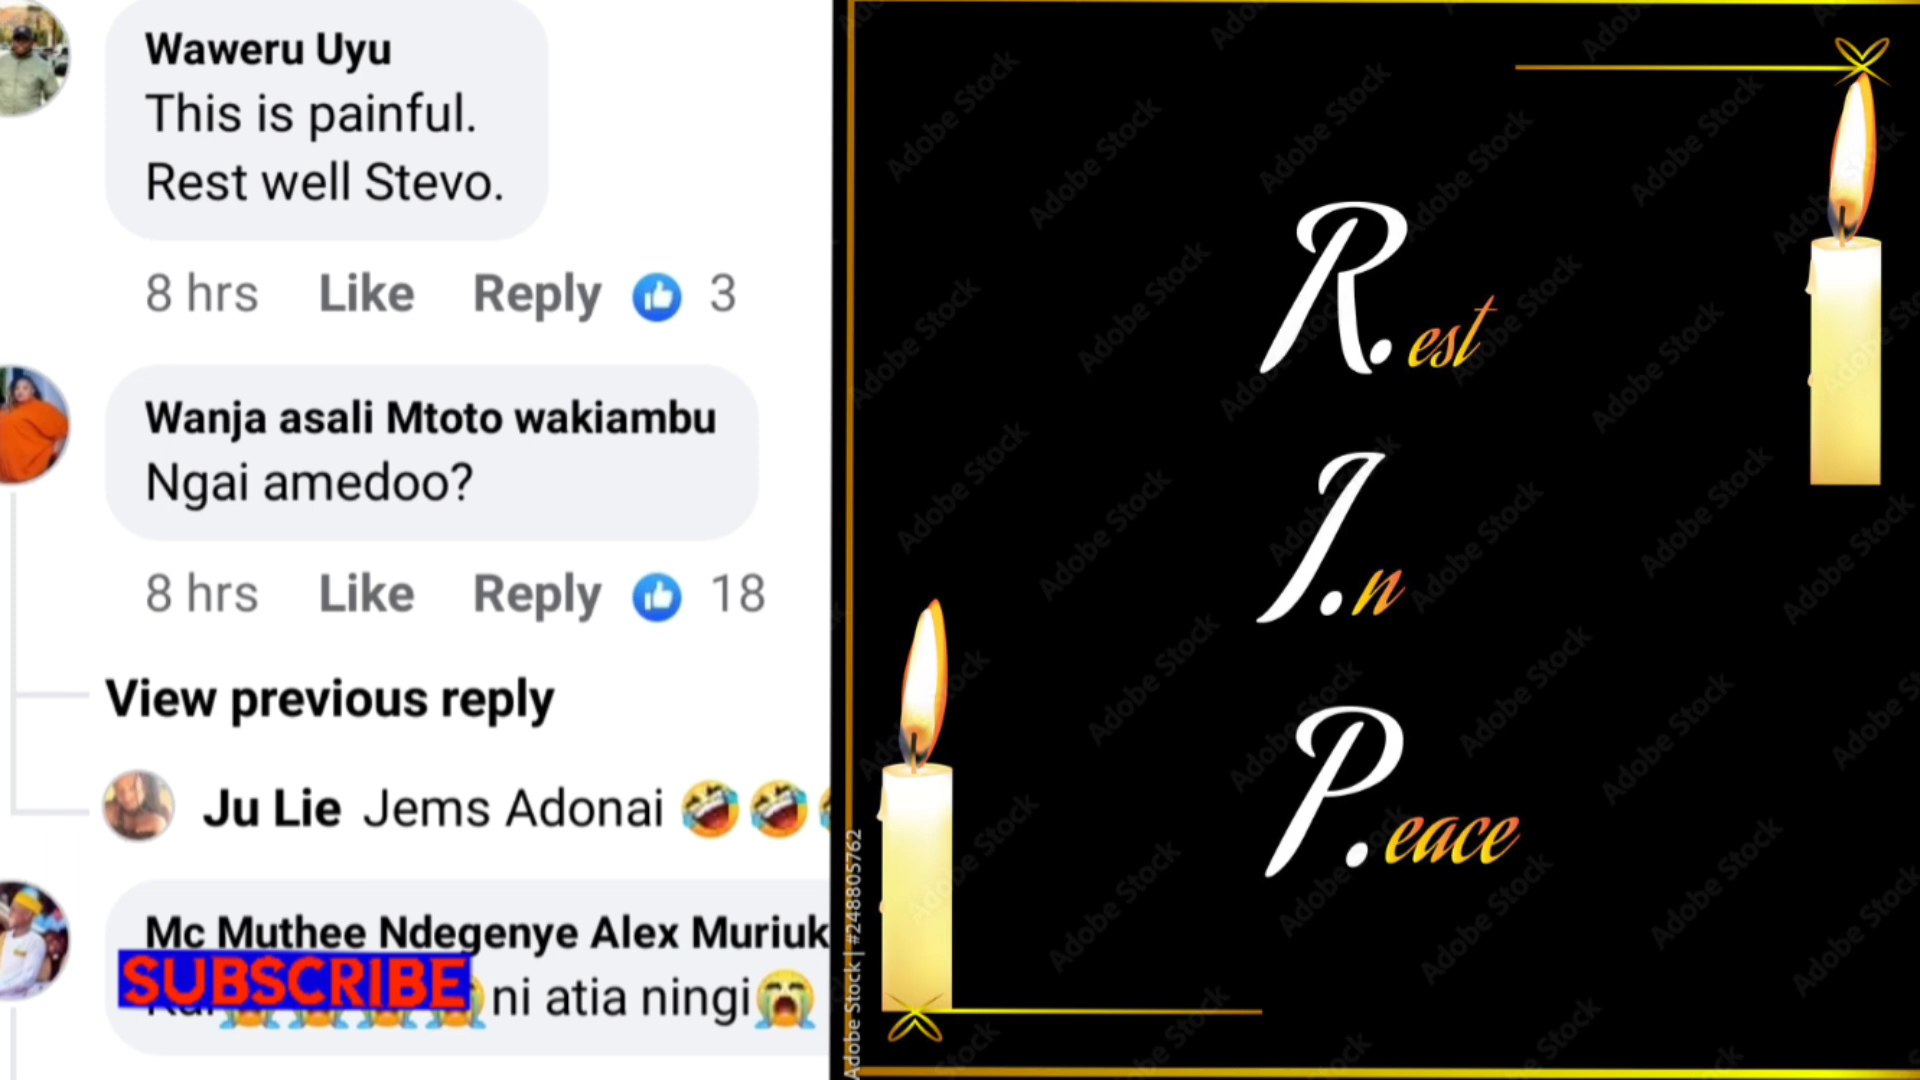 Waweru Uyu
This is painful.
Rest well Stevo.
8 hrs Like Reply 3
Wanja asali Mtoto wakiambu
Ngai amedoo?
8 hrs Like Reply 18
View previous reply
Ju Lie Jems Adonai 🤣🤣
Mc Muthee Ndegenye Alex Muriuk
SUBSCRIBE
ni atia ningi😭
R.est
I.n
P.eace
Adobe Stock | #248805762
Adobe Stock